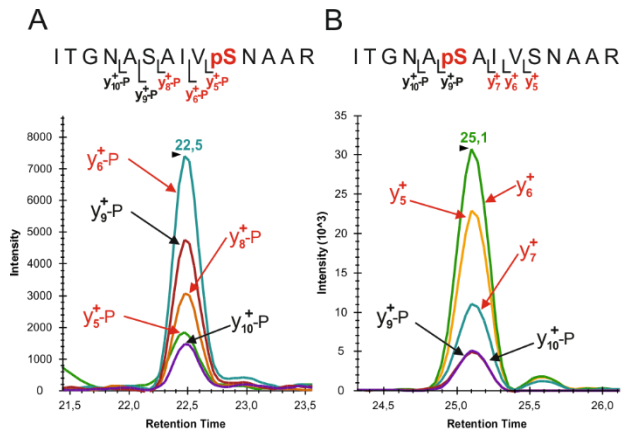 A
ITGNASAIVpSNAAR
y10+-P y9+-P y8+-P y6+-P y5+-P
8000
7000
6000
5000
4000
3000
2000
1000
0
Intensity
22,5
y6+-P
y9+-P
y8+-P
y5+-P
y10+-P
21,5 22,0 22,5 23,0 23,5
Retention Time
B
ITGNApSAIVSNAAR
y10+-P y9+-P y7+ y6+ y5+
35
30
25
20
15
10
5
0
Intensity (10^3)
25,1
y5+
y6+
y7+
y9+-P
y10+-P
24,5 25,0 25,5 26,0
Retention Time